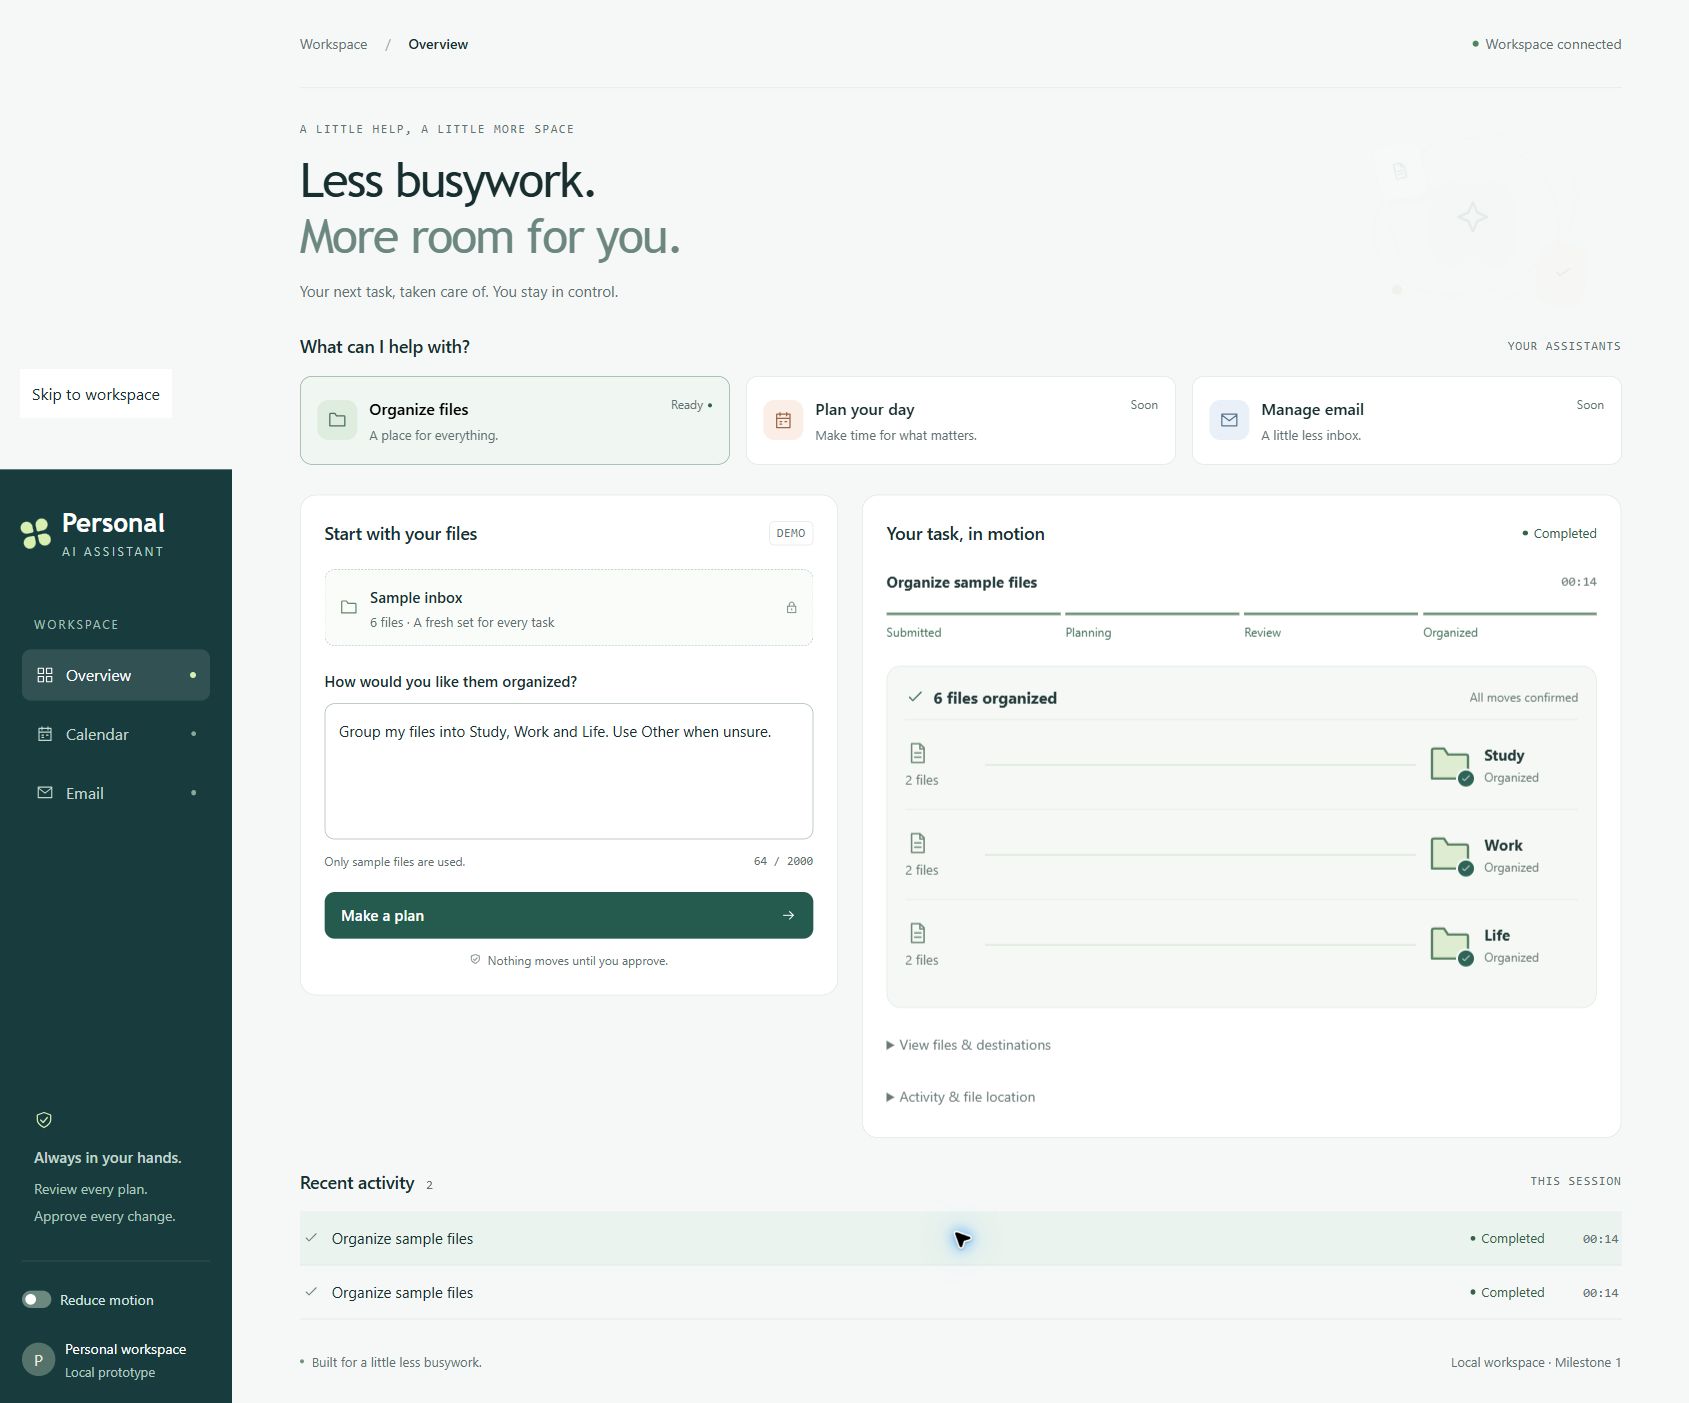 Workspace / Overview
Workspace connected
A LITTLE HELP, A LITTLE MORE SPACE
Less busywork.
More room for you.
Your next task, taken care of. You stay in control.
What can I help with?
YOUR ASSISTANTS
Organize files
Ready
A place for everything.
Plan your day
Soon
Make time for what matters.
Manage email
Soon
A little less inbox.
Skip to workspace
Personal
AI ASSISTANT
WORKSPACE
Overview
Calendar
Email
Always in your hands.
Review every plan.
Approve every change.
Reduce motion
P
Personal workspace
Local prototype
Start with your files
DEMO
Sample inbox
6 files · A fresh set for every task
How would you like them organized?
Group my files into Study, Work and Life. Use Other when unsure.
Only sample files are used.
64 / 2000
Make a plan
Nothing moves until you approve.
Your task, in motion
Completed
Organize sample files
00:14
Submitted
Planning
Review
Organized
6 files organized
All moves confirmed
2 files
Study
Organized
2 files
Work
Organized
2 files
Life
Organized
View files & destinations
Activity & file location
Recent activity 2
THIS SESSION
Organize sample files
Completed
00:14
Organize sample files
Completed
00:14
Built for a little less busywork.
Local workspace · Milestone 1